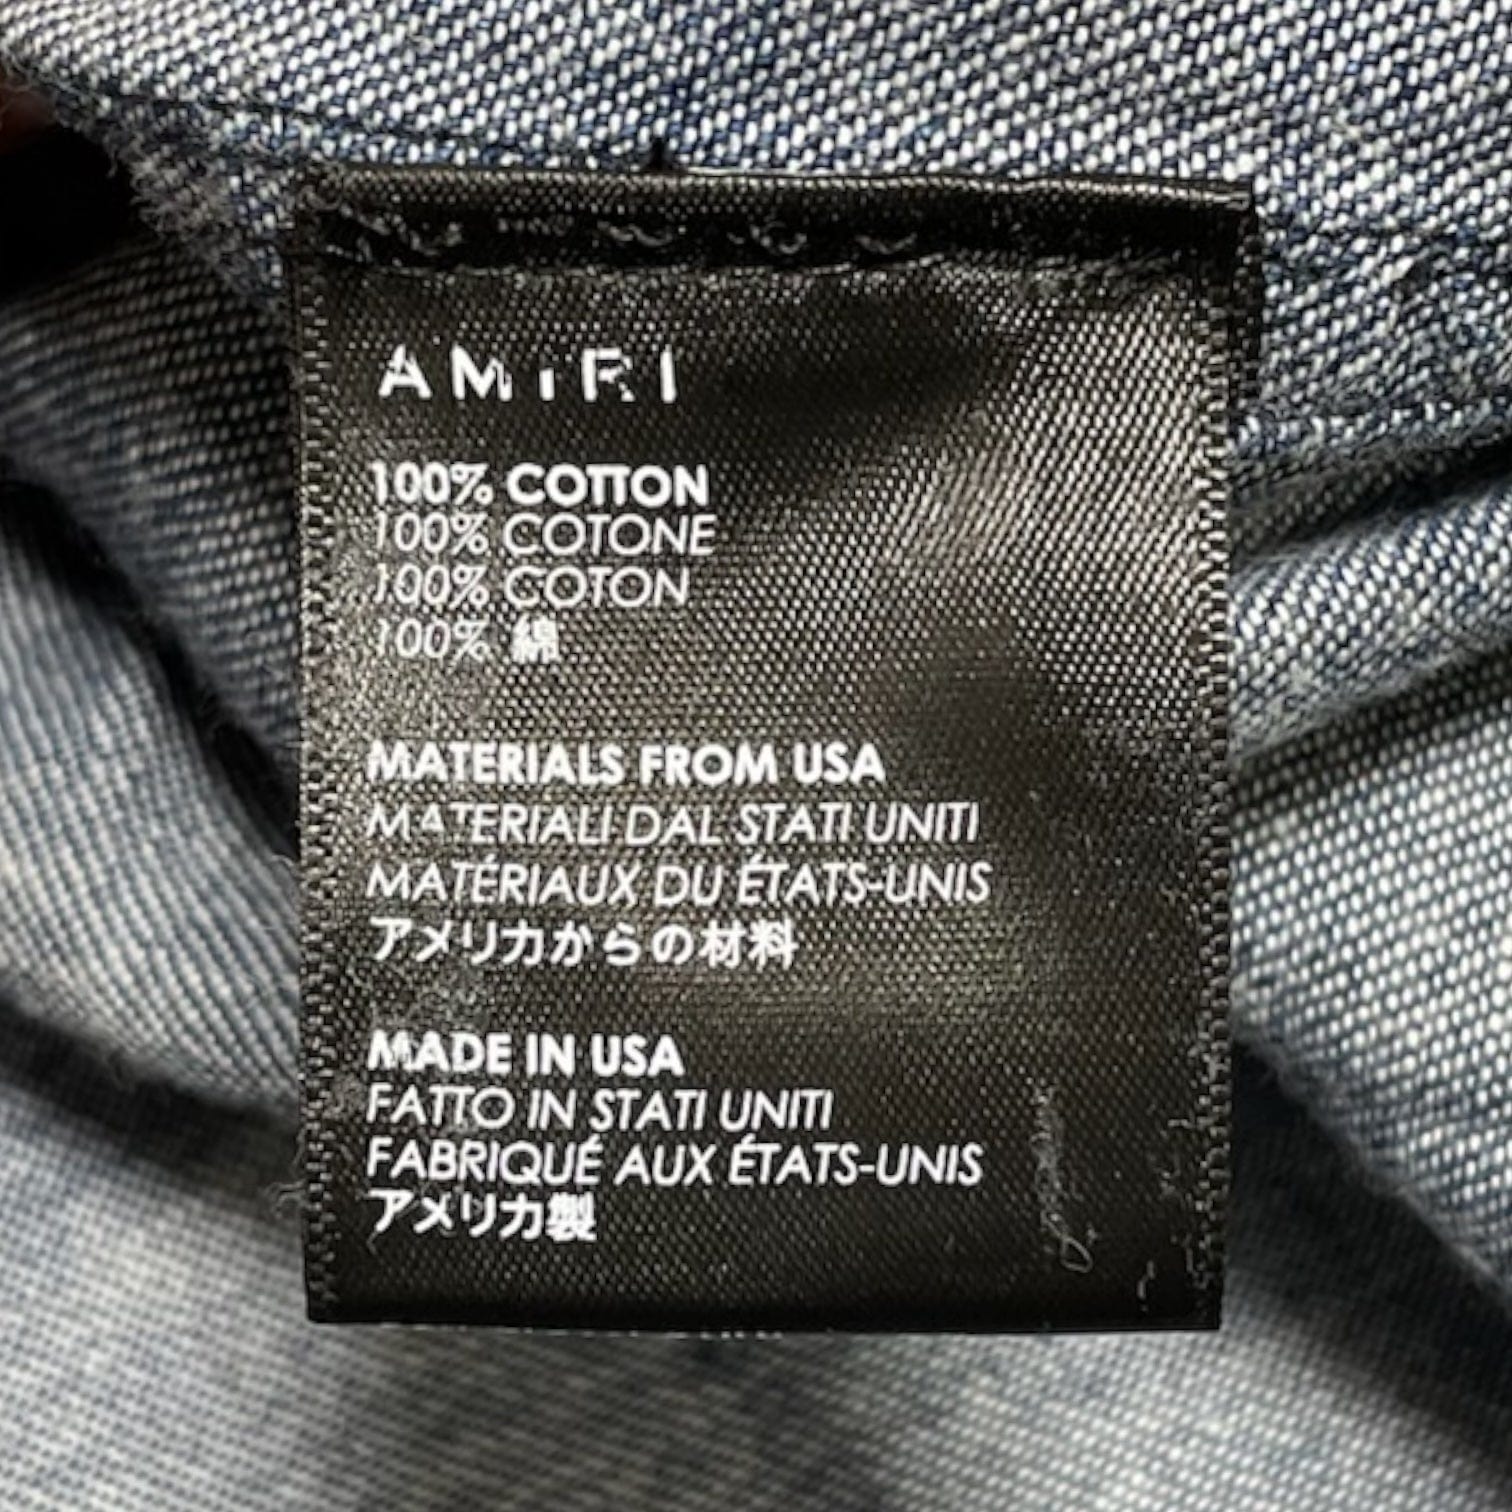 AMIRI
100% COTTON
100% COTONE
100% COTON
100% 綿
MATERIALS FROM USA
MATERIALI DAL STATI UNITI
MATÉRIAUX DU ÉTATS-UNIS
アメリカからの材料
MADE IN USA
FATTO IN STATI UNITI
FABRIQUÉ AUX ÉTATS-UNIS
アメリカ製